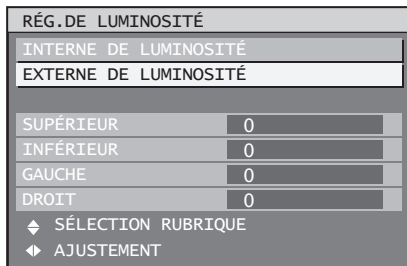 RÉG.DE LUMINOSITÉ
INTERNE DE LUMINOSITÉ
EXTERNE DE LUMINOSITÉ
SUPÉRIEUR 0
INFÉRIEUR 0
GAUCHE 0
DROIT 0
SÉLECTION RUBRIQUE
AJUSTEMENT